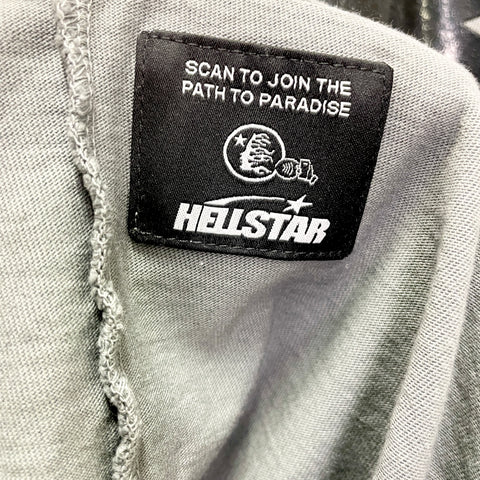 SCAN TO JOIN THE
PATH TO PARADISE
HELLSTAR